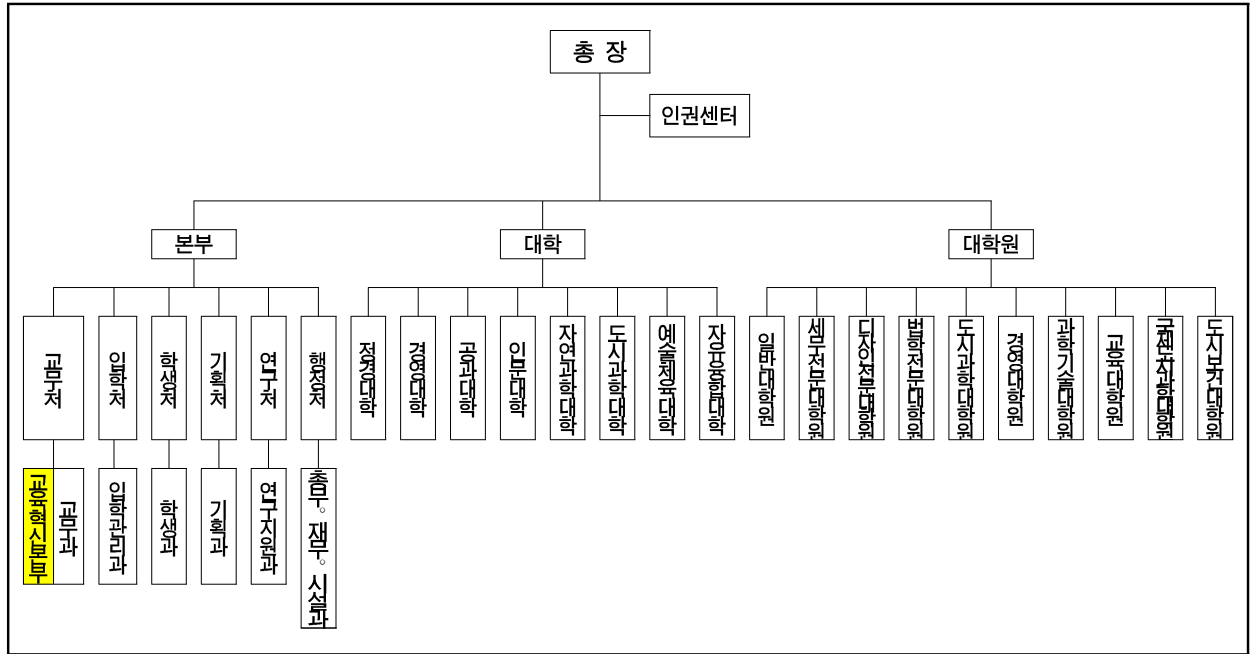 총 장
인권센터
본부
대학
대학원
교무처
입학처
학생처
기획처
연구처
행정처
정경대학
경영대학
공과대학
인문대학
자연과학대학
도시과학대학
예술체육대학
자유융합대학
일반대학원
세무전문대학원
디자인전문대학원
법학전문대학원
도시과학대학원
경영대학원
과학기술대학원
교육대학원
국제도시과학대학원
도시보건대학원
교육혁신본부
교무과
입학관리과
학생과
기획과
연구지원과
총무。재무。시설과